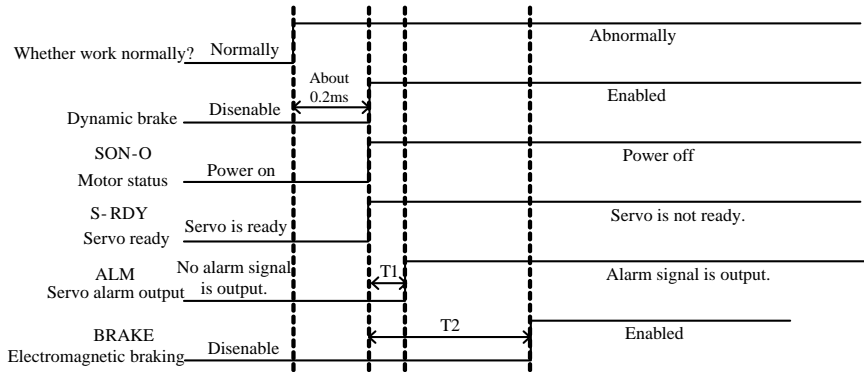 Whether work normally? Normally Abnormally
About
0.2ms
Dynamic brake Disenable Enabled
SON-O
Motor status Power on Power off
S-RDY
Servo ready Servo is ready Servo is not ready.
ALM
Servo alarm output
No alarm signal
is output.
T1
Alarm signal is output.
BRAKE
Electromagnetic braking Disenable T2 Enabled